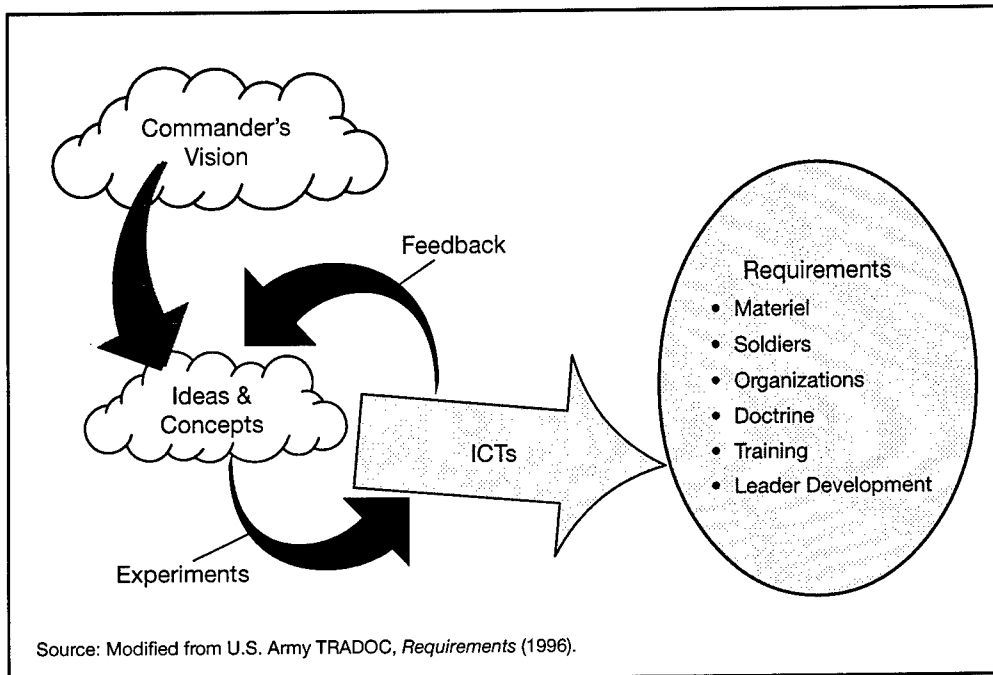 Commander's
Vision
Feedback
Ideas &
Concepts
Experiments
ICTs
Requirements
• Materiel
• Soldiers
• Organizations
• Doctrine
• Training
• Leader Development
Source: Modified from U.S. Army TRADOC, Requirements (1996).